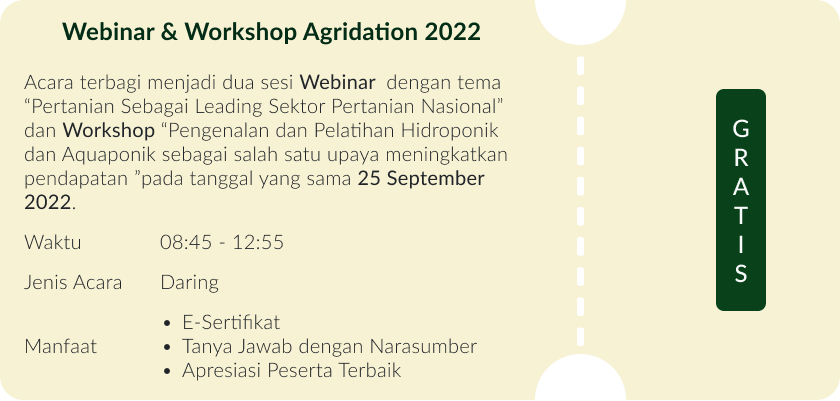 Webinar & Workshop Agridation 2022
Acara terbagi menjadi dua sesi Webinar dengan tema
“Pertanian Sebagai Leading Sektor Pertanian Nasional”
dan Workshop “Pengenalan dan Pelatihan Hidroponik
dan Aquaponik sebagai salah satu upaya meningkatkan
pendapatan ”pada tanggal yang sama 25 September
2022.
Waktu 08:45 - 12:55
Jenis Acara Daring
Manfaat
• E-Sertifikat
• Tanya Jawab dengan Narasumber
• Apresiasi Peserta Terbaik
GRATIS